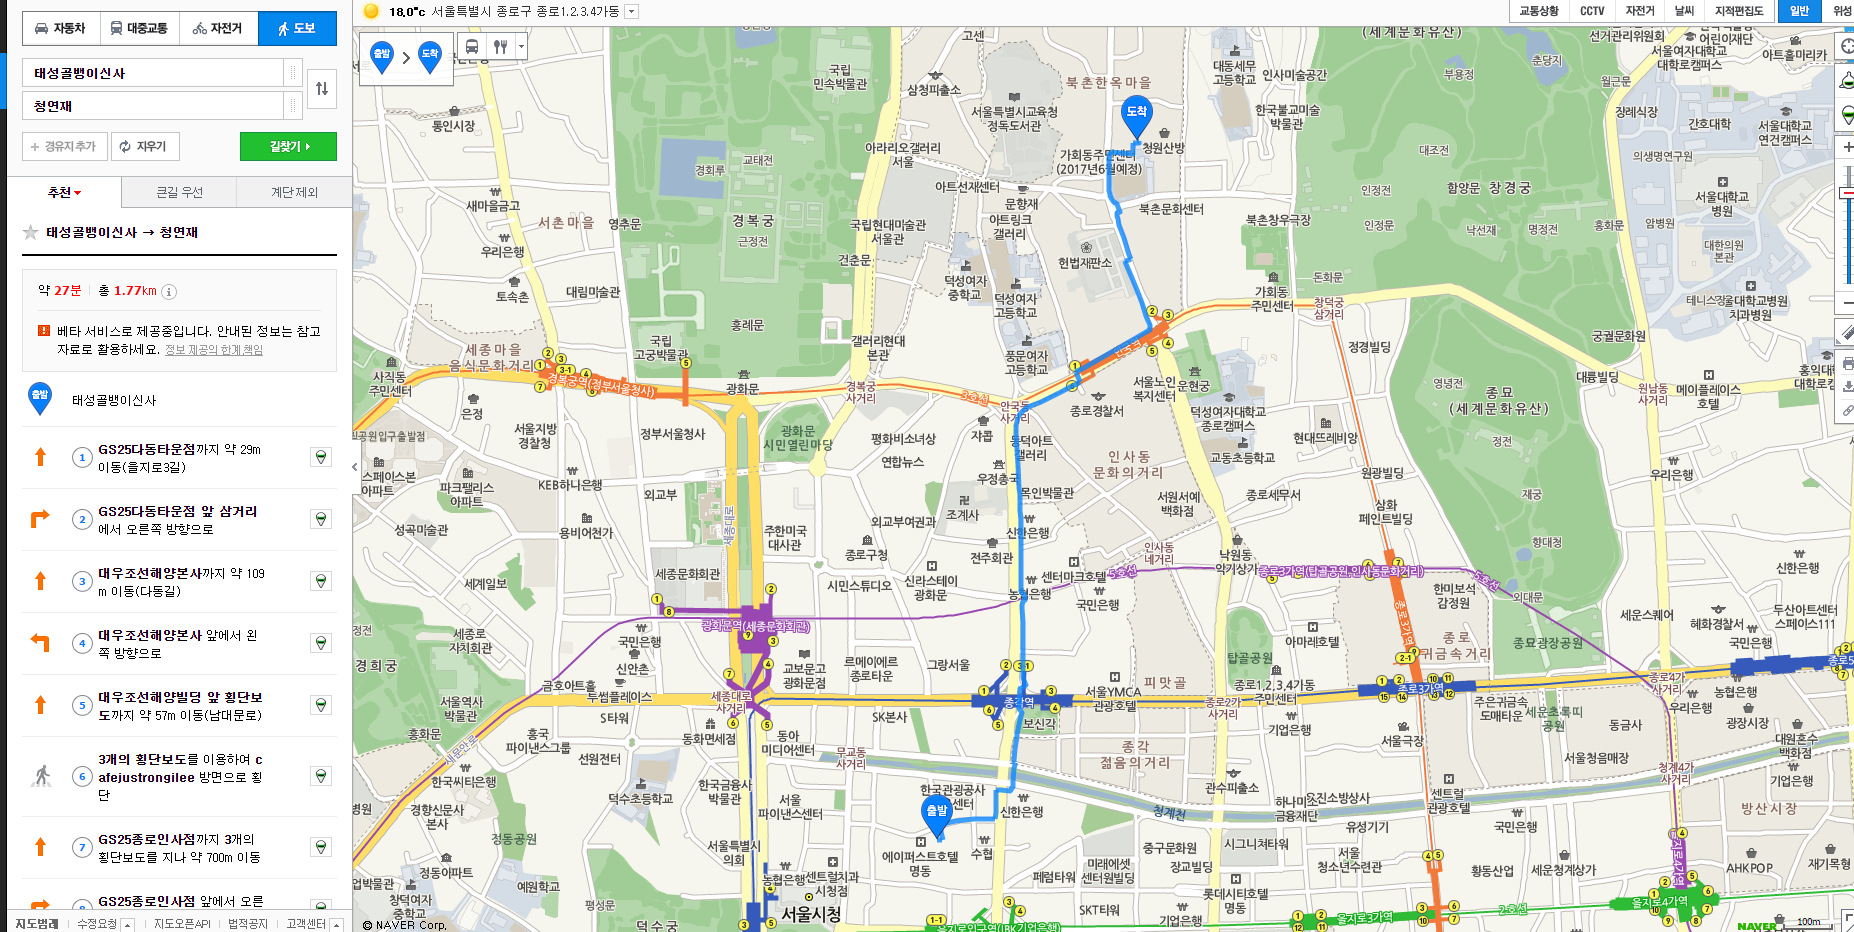 자동차
대중교통
자전거
도보
태성골뱅이신사
청연재
+ 경유지 추가
지우기
길찾기
추천
큰길 우선
계단 제외
태성골뱅이신사 → 청연재
약 27분
총 1.77km
베타 서비스로 제공중입니다. 안내된 정보는 참고
자료로 활용하세요. 정보 제공의 한계,책임
출발
태성골뱅이신사
1
GS25다동타운점까지 약 29m
이동(을지로3길)
2
GS25다동타운점 앞 삼거리
에서 오른쪽 방향으로
3
대우조선해양본사까지 약 109
m 이동(다동길)
4
대우조선해양본사 앞에서 왼
쪽 방향으로
5
대우조선해양빌딩 앞 횡단보
도까지 약 57m 이동(남대문로)
6
3개의 횡단보도를 이용하여 c
afejustrongilee 방면으로 횡
단
7
GS25종로인사점까지 3개의
횡단보도를 지나 약 700m 이동
GS25종로인사점 앞에서 오른
지도범례
수정요청
지도오픈API
법적공지
고객센터
18.0°c 서울특별시 종로구 종로1.2.3.4가동
교통상황
CCTV
자전거
날씨
지적편집도
일반
위성
출발
도착
고센
국립
민속박물관
삼청파출소
북촌한옥마을
서울특별시교육청
정독도서관
대동세무
고등학교
인사미술공간
한국불교미술
박물관
(세계문화유산)
부용정
춘당지
선거관리위원회
어린이재단
서울여자대학교
대학로캠퍼스
아트홀마리카
월근문
장례식장
간호대학
서울대학교
연건캠퍼스
의생명연구원
통인시장
경회루
교태전
아라리오갤러리
서울
아트선재센터
도착
청원산방
가회동주민센터
(2017년6월예정)
대조전
인정전
함양문
창경궁
서울대학교
병원
암병원
새마을금고
서촌마을
영추문
경복궁
근정전
국립현대미술관
서울관
문향재
아트링크
갤러리
북촌문화센터
북촌창우극장
인정문
낙선재
명정전
홍화문
대한의원
본관
우리은행
건춘문
헌법재판소
덕성여자
중학교
덕성여자
고등학교
가회동
주민센터
돈화문
창덕궁
삼거리
서울대학교병원
치과병원
토속촌
대림미술관
흥례문
국립
고궁박물관
갤러리현대
본관
풍문여자
고등학교
정경빌딩
궁궐문화원
세종마을
음식문화거리
사직동
주민센터
경복궁역(정부서울청사)
광화문
경복궁
사거리
3호선
안국동
사거리
안국역
서울노인
복지센터
운현궁
종로경찰서
덕성여자대학교
종로캠퍼스
영녕전
종묘
(세계문화유산)
대륭빌딩
원남동
사거리
메이플레이스
호텔
은정
서울지방
경찰청
정부서울청사
광화문
시민열린마당
평화비소녀상
자콥
연합뉴스
동덕아트
갤러리
인사동
문화의거리
교동초등학교
현대뜨레비앙
원광빌딩
정전
우리은행
스페이스본
아파트
파크팰리스
아파트
KEB하나은행
외교부
우정총국
목인박물관
조계사
서원서예
백화점
종로세무서
삼화
페인트빌딩
재궁
향대청
성곡미술관
용비어천가
세종대로
주한미국
대사관
외교부여권과
종로구청
신한은행
전주회관
인사동
네거리
낙원동
악기상가
신한은행
세계일보
세종문화회관
시민스튜디오
신라스테이
광화문
센터마크호텔
5호선
농협은행
국민은행
종로3가역(탑골공원,인사동문화거리)
한미보석
감정원
외대문
세운스퀘어
두산아트센터
스페이스111
혜화경찰서
국민은행
종로
귀금속거리
종묘광장공원
광화문역(세종문화회관)
세종로
자치회관
국민은행
신안촌
아마레호텔
탑골공원
종로3가역
경희궁
금호아트홀
투썸플레이스
교보문고
광화문점
르메이에르
종로타운
그랑서울
서울YMCA
관광호텔
피맛골
종로2가
사거리
종로1,2,3,4가동
주민센터
종로3가역
종로4가
사거리
농협은행
우리은행
서울역사
박물관
세종대로
사거리
SK본사
종각역
보신각
S타워
기업은행
주은귀금속
도매타운
세운초록띠
공원
동금사
광장시장
흥화문
새문안로
흥국
파이낸스그룹
동화면세점
동아
미디어센터
선원전터
무교동
사거리
종각
젊음의거리
서울극장
서울청음매장
대원혼수
백화점
기업은행
한국씨티은행
덕수초등학교
한국금융사
박물관
서울
파이낸스센터
한국관광공사
출발
신한은행
관수파출소
청계천
하나미소
금융재단
유진소방상사
센트럴
관광호텔
청계4가
사거리
경향신문사
본사
정동공원
서울특별시
의회
에이퍼스트호텔
명동
수협
중구문화원
시그니쳐타워
유성기기
서울
청소년수련관
국민은행
방산시장
정동아파트
예원학교
농협은행
센트럴치과
시청점
서울시청
페럼타워
미래에셋
센터원빌딩
장교빌딩
롯데시티호텔
명동
황동산업
세운청계상가
을지로4가역
AHKPOP
재기목형
창덕여자
중학교
평성문
덕수궁
을지로입구역(IBK기업은행)
SKT타워
기업은행
을지로3가역
2호선
을지로4가역
© NAVER Corp.
NAVER
100m